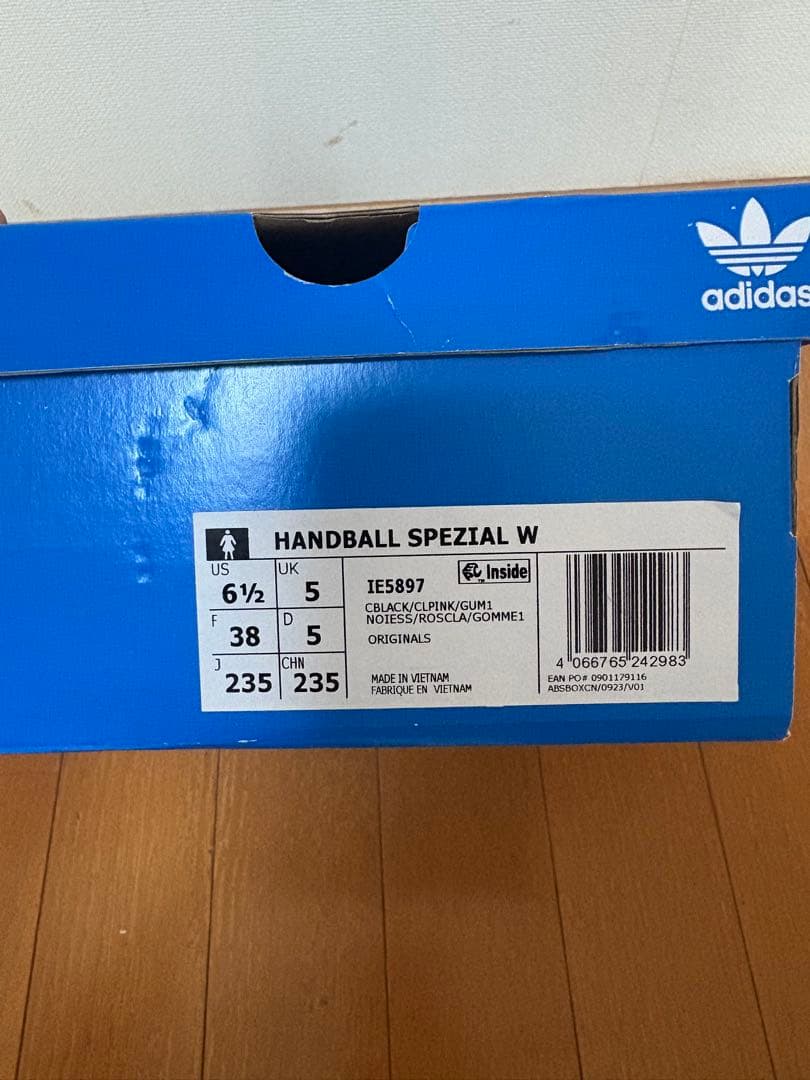 adidas
HANDBALL SPEZIAL W
US 6½ UK 5
F 38 D 5
J 235 CHN 235
IE5897
Inside
TM
CBLACK/CLPINK/GUM1
NOIESS/ROSCLA/GOMME1
ORIGINALS
MADE IN VIETNAM
FABRIQUE EN VIETNAM
4 066765 242983
EAN PO# 0901179116
ABSBOXCN/0923/V01